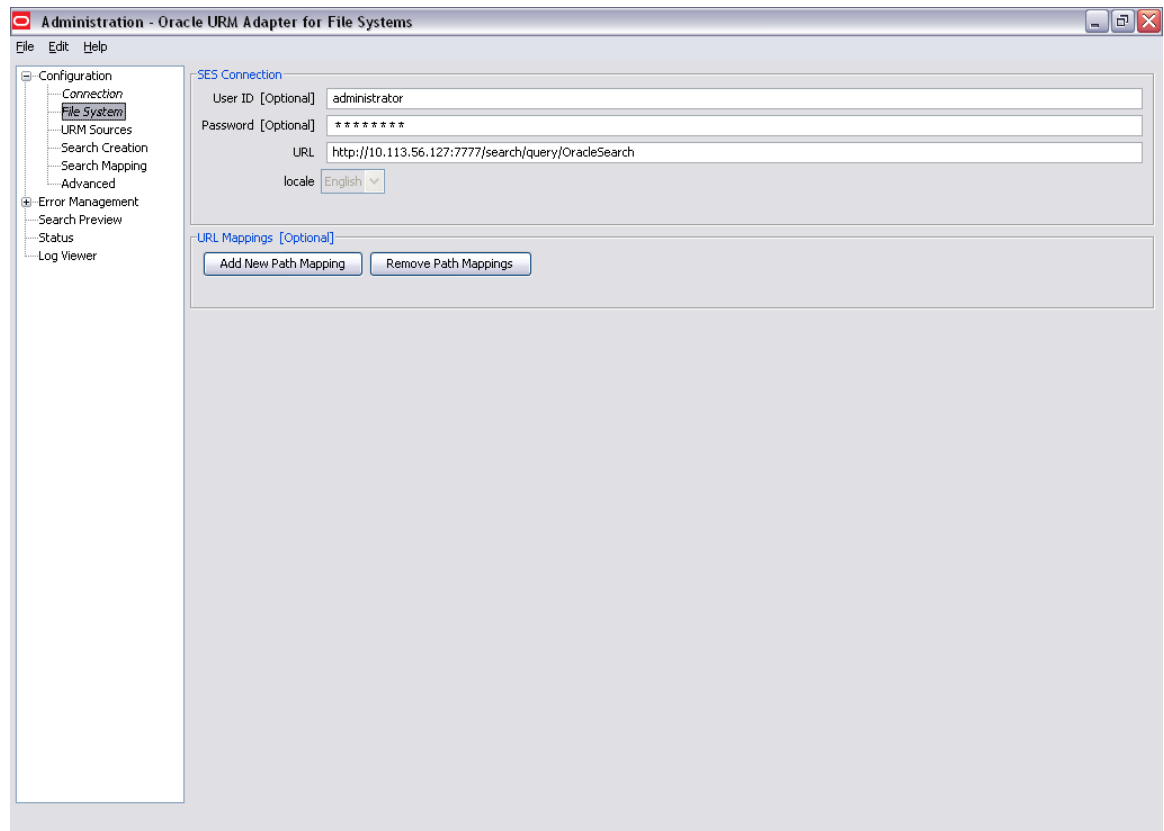 Administration - Oracle URM Adapter for File Systems
File Edit Help
Configuration
Connection
File System
URM Sources
Search Creation
Search Mapping
Advanced
Error Management
Search Preview
Status
Log Viewer
SES Connection
User ID [Optional] administrator
Password [Optional] ********
URL http://10.113.56.127:7777/search/query/OracleSearch
locale English
URL Mappings [Optional]
Add New Path Mapping Remove Path Mappings